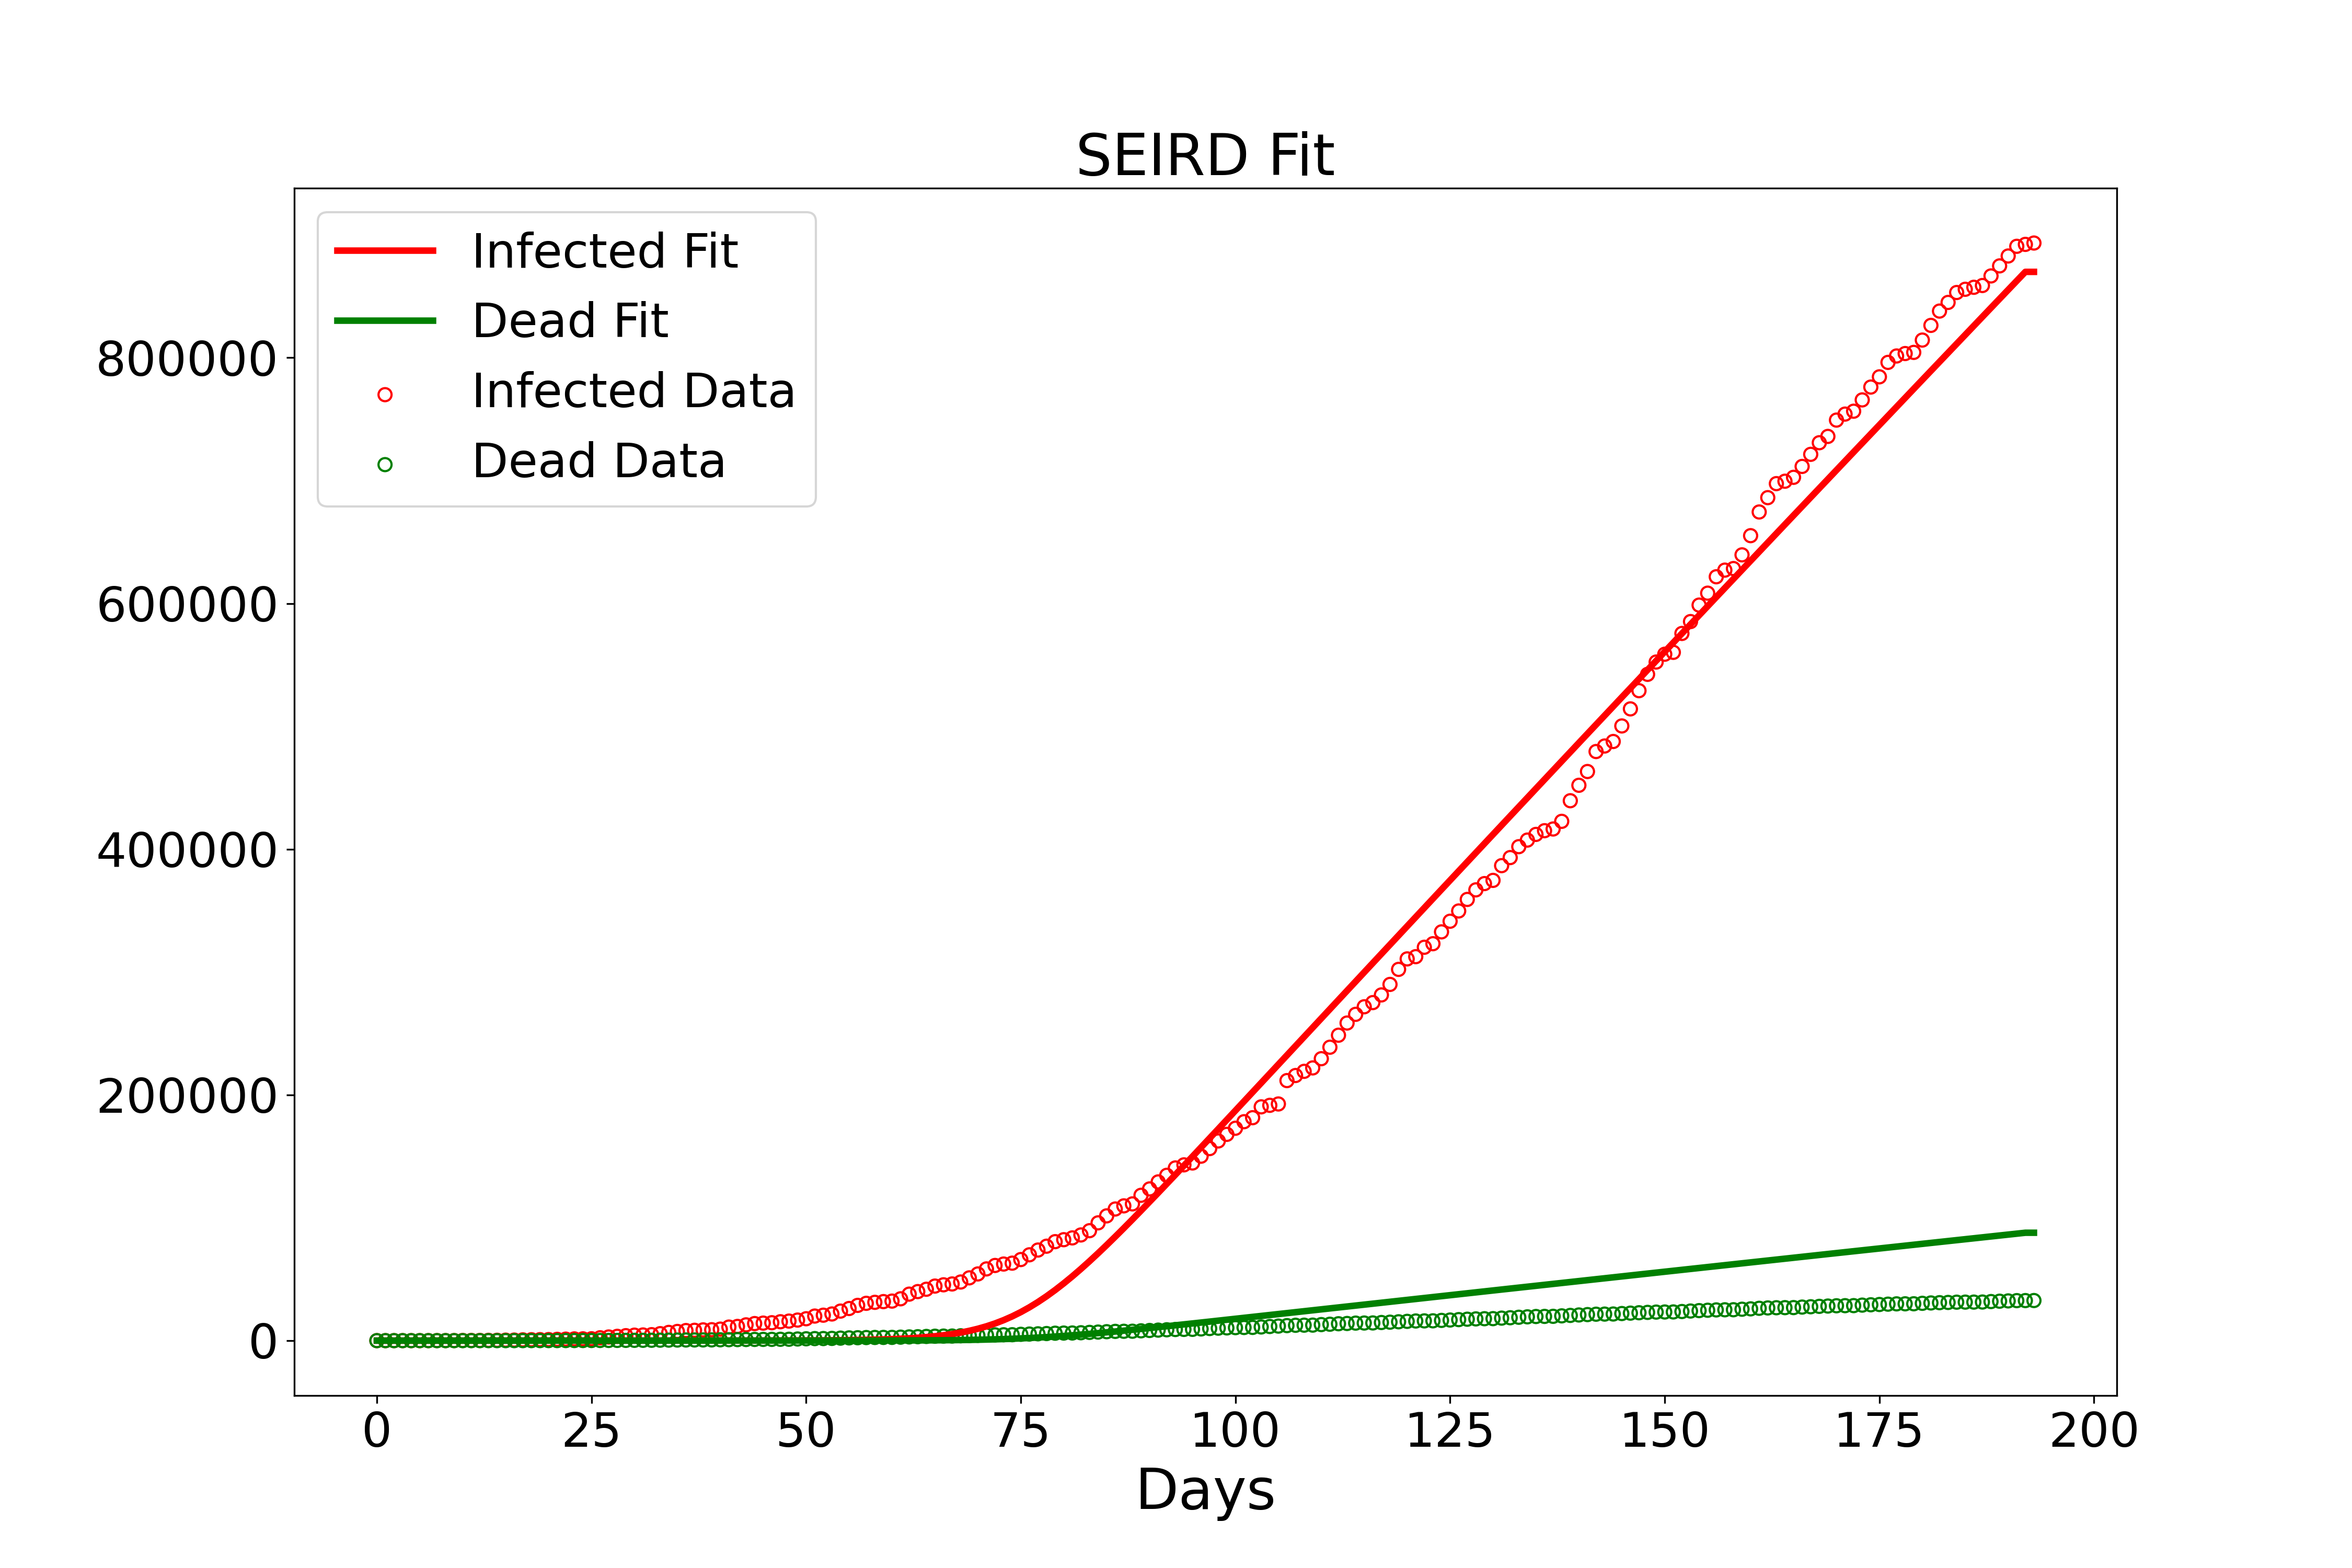 SEIRD Fit
Infected Fit
Dead Fit
Infected Data
Dead Data
800000
600000
400000
200000
0
0 25 50 75 100 125 150 175 200
Days